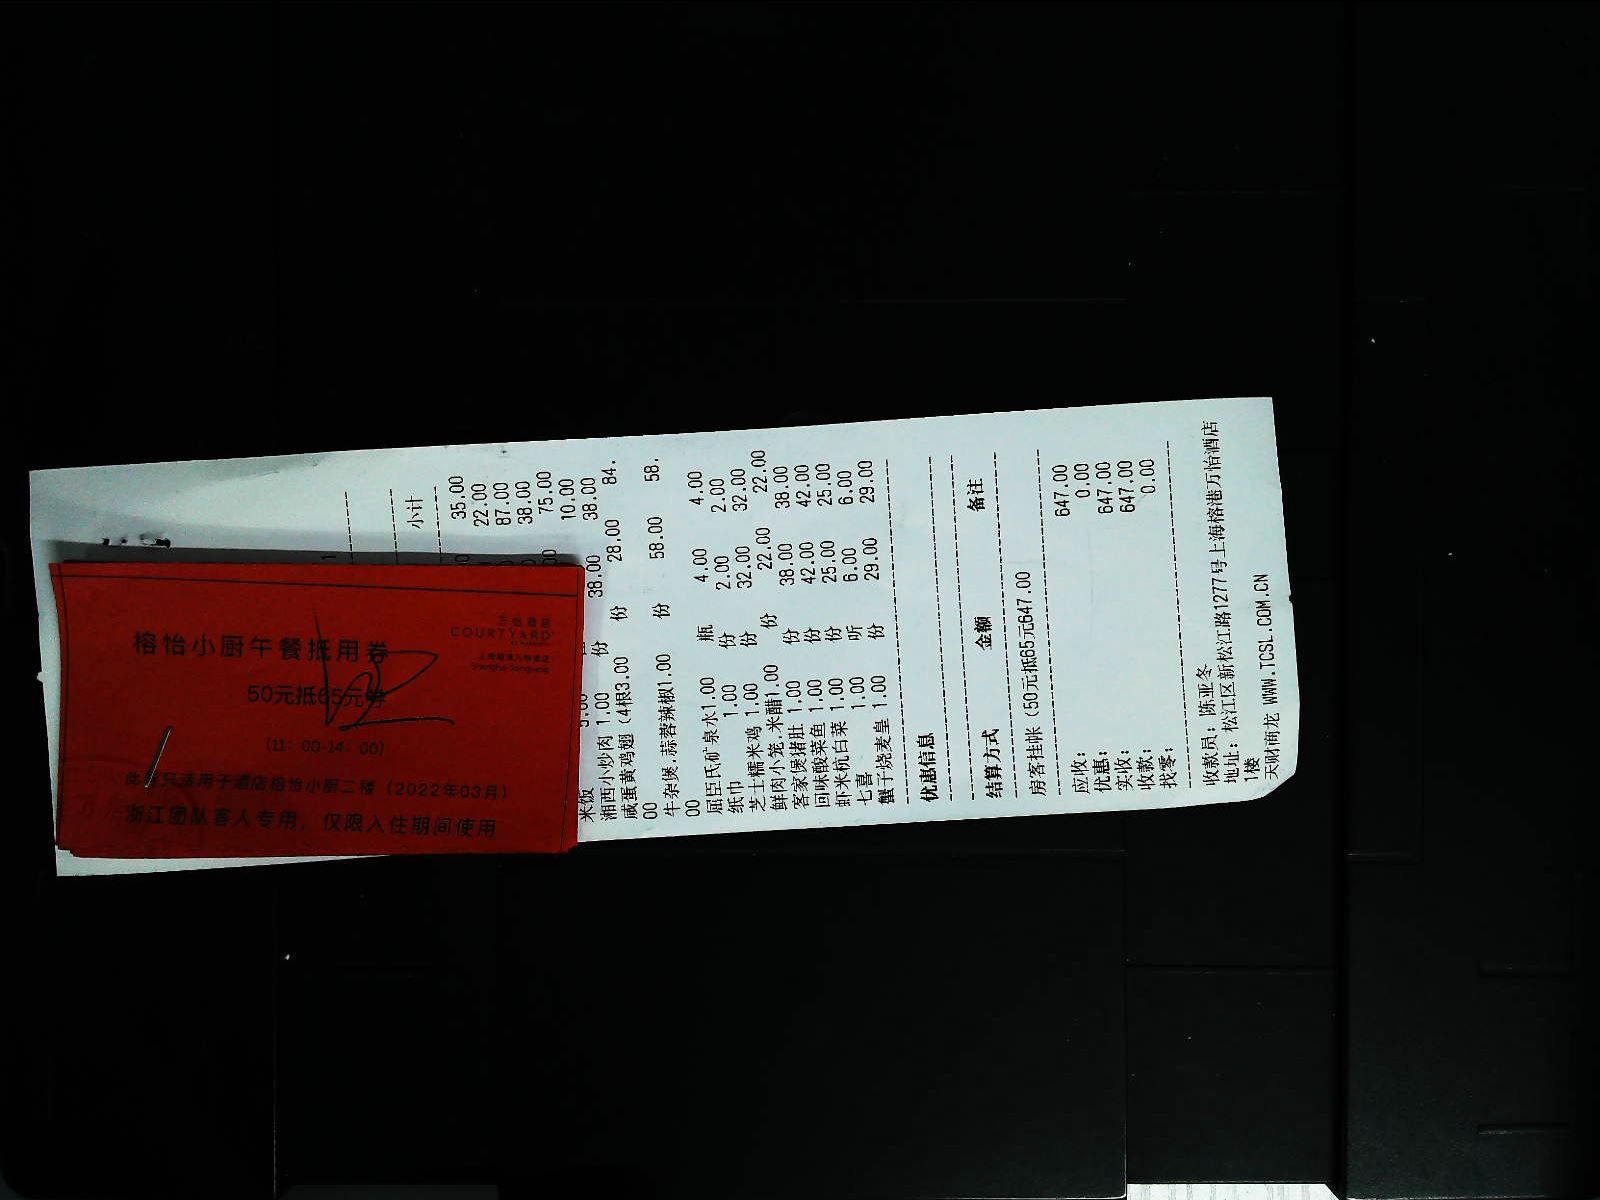 榕怡小厨午餐抵用券
50元抵65元券
(11：00-14：00)
此券只适用于酒店榕怡小厨二楼（2022年03月）
浙江团队客人专用，仅限入住期间使用
万怡酒店
COURTYARD
小计
35.00
22.00
87.00
38.00
75.00
10.00
米饭 5.00 38.00
湘西小炒肉 1.00 份 38.00
咸蛋黄鸡翅（4根3.00 份 28.00 84.
00
牛杂煲.蒜蓉辣椒1.00 份 58.00 58.
00
屈臣氏矿泉水1.00 瓶 4.00 4.00
纸巾 1.00 份 2.00 2.00
芝士糯米鸡 1.00 份 32.00 32.00
鲜肉小笼.米醋1.00 份 22.00 22.00
客家煲猪肚 1.00 份 38.00 38.00
回味酸菜鱼 1.00 份 42.00 42.00
虾米杭白菜 1.00 份 25.00 25.00
七喜 1.00 听 6.00 6.00
蟹子烧麦皇 1.00 份 29.00 29.00
优惠信息
结算方式 金额 备注
房客挂帐（50元抵65元647.00
应收： 647.00
优惠： 0.00
实收： 647.00
收款： 647.00
找零： 0.00
收款员：陈亚冬
地址：松江区新松江路1277号上海榕港万怡酒店
1楼
天财商龙 WWW.TCSL.COM.CN